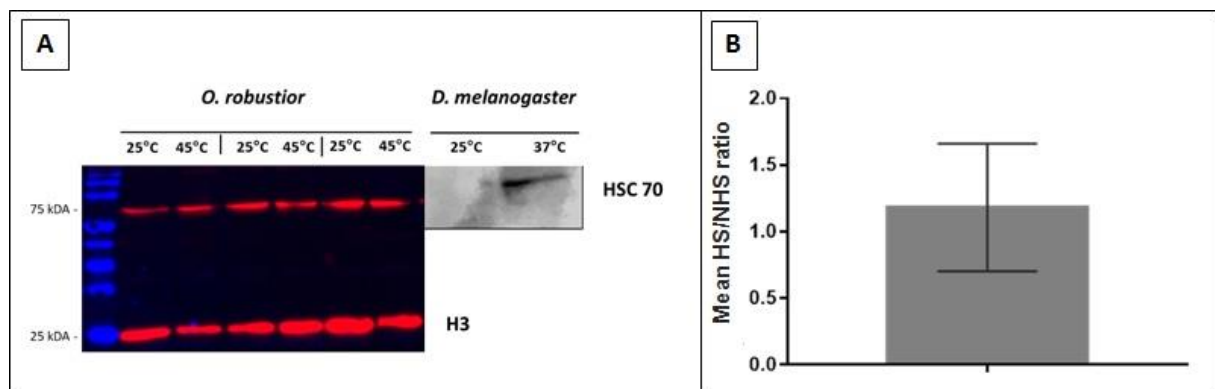 A
O. robustior
D. melanogaster
25°C 45°C | 25°C 45°C | 25°C 45°C
25°C 37°C
75 kDA -
HSC 70
25 kDA -
H3
B
Mean HS/NHS ratio
2.0
1.5
1.0
0.5
0.0